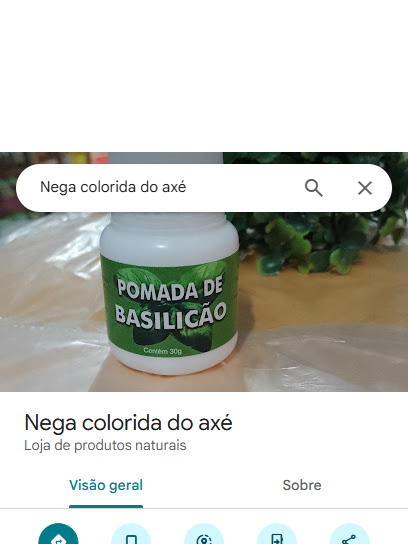 Nega colorida do axé
POMADA DE
BASILICÃO
Contém 30g
Nega colorida do axé
Loja de produtos naturais
Visão geral
Sobre